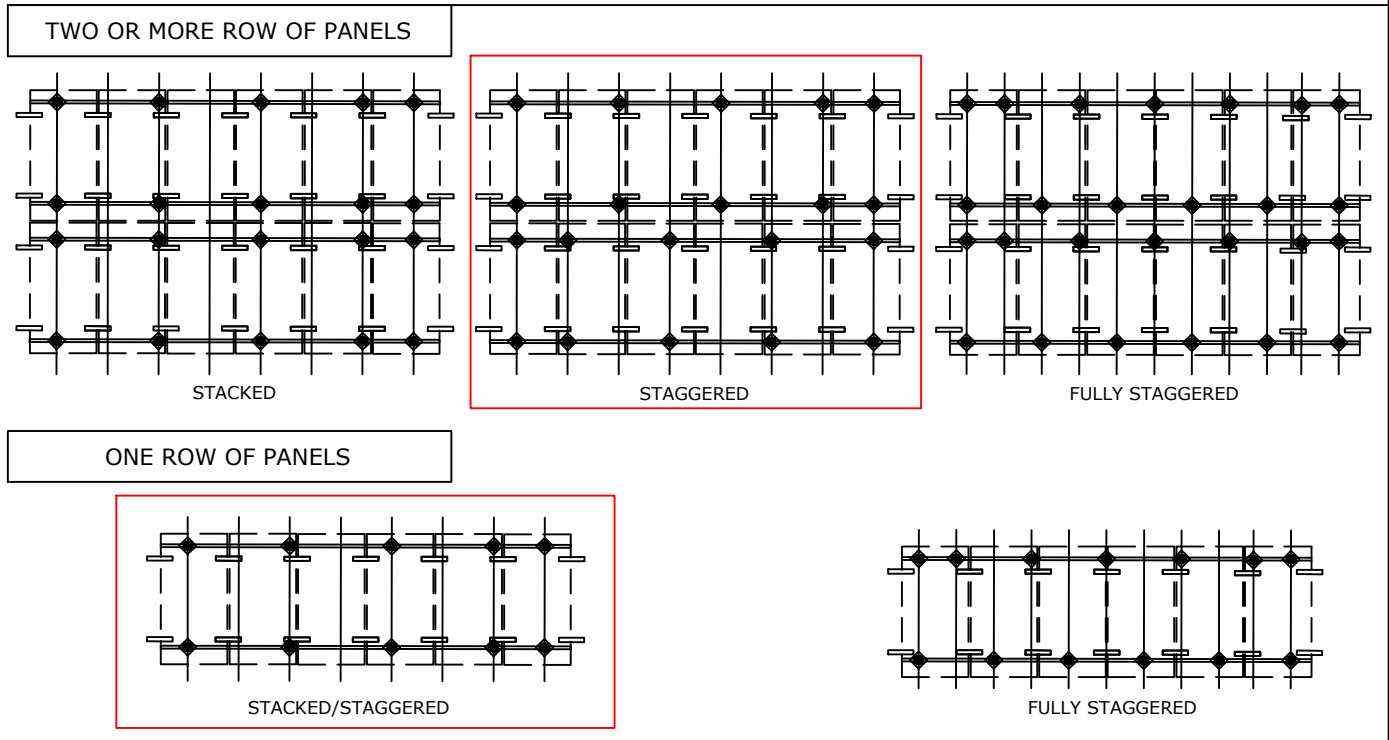 TWO OR MORE ROW OF PANELS
STACKED
STAGGERED
FULLY STAGGERED
ONE ROW OF PANELS
STACKED/STAGGERED
FULLY STAGGERED